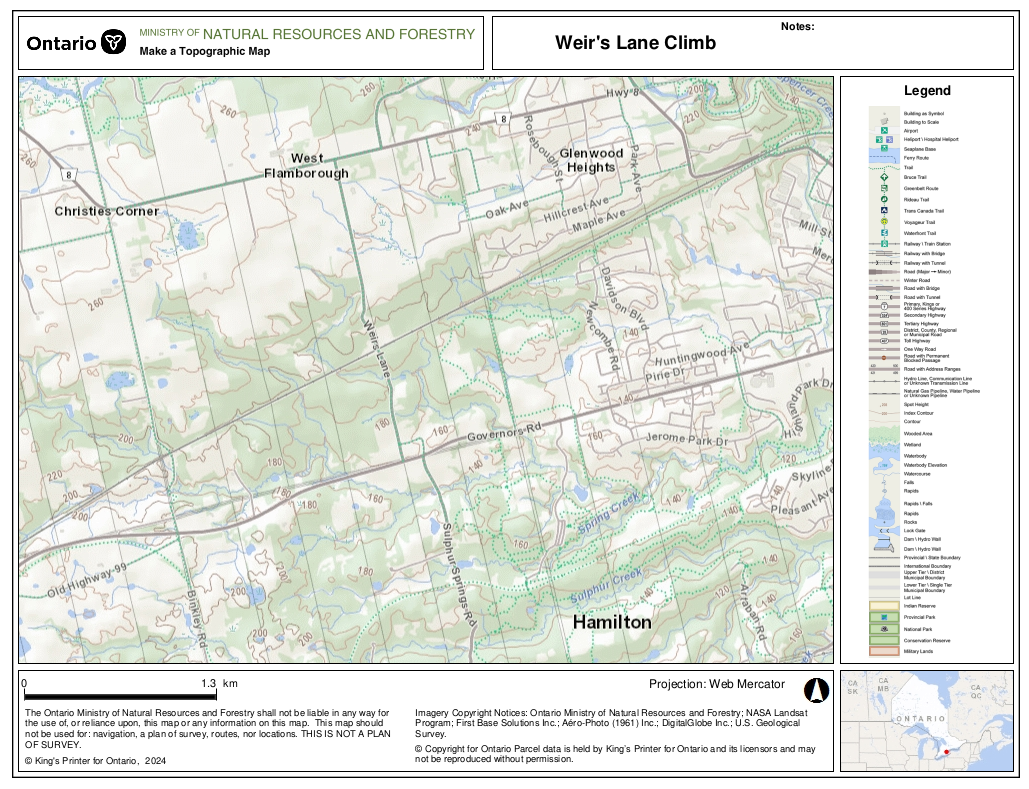 Ontario
MINISTRY OF NATURAL RESOURCES AND FORESTRY
Make a Topographic Map
Weir's Lane Climb
Notes:
260
260
Hwy 8
8
140
Spencer Creek
Rosebough St
Park Ave
Glenwood
Heights
West
Flamborough
8
Christies Corner
Oak Ave
Hillcrest Ave
Maple Ave
Mill St
260
Davidson Blvd
Newcombe Rd
140
Weirs Lane
Huntingwood Ave
Pirie Dr
140
180
Governors Rd
Jerome Park Dr
120
160
180
220
200
200
180
180
160
160
140
Skyline
Pleasant Ave
Spring Creek
Sulphur Creek
Sulphur Springs Rd
Old Highway 99
Binkley Rd
200
200
Hamilton
Legend
Building as Symbol
Building to Scale
Airport
Heliport \ Hospital Heliport
Seaplane Base
Ferry Route
Trail
Bruce Trail
Greenbelt Route
Rideau Trail
Trans Canada Trail
Voyageur Trail
Waterfront Trail
Railway \ Train Station
Railway with Bridge
Railway with Tunnel
Road (Major → Minor)
Winter Road
Road with Bridge
Road with Tunnel
Primary, Kings or
400 Series Highway
Secondary Highway
Tertiary Highway
District, County, Regional
or Municipal Road
Toll Highway
One Way Road
Road with Permanent
Blocked Passage
Road with Address Ranges
Hydro Line, Communication Line
or Unknown Transmission Line
Natural Gas Pipeline, Water Pipeline
or Unknown Pipeline
Spot Height
Index Contour
Contour
Wooded Area
Wetland
Waterbody
Waterbody Elevation
Watercourse
Falls
Rapids
Rapids \ Falls
Rapids
Rocks
Lock Gate
Dam \ Hydro Wall
Dam \ Hydro Wall
Provincial \ State Boundary
International Boundary
Upper Tier \ District
Municipal Boundary
Lower Tier \ Single Tier
Municipal Boundary
Lot Line
Indian Reserve
Provincial Park
National Park
Conservation Reserve
Military Lands
0 1.3 km
Projection: Web Mercator
The Ontario Ministry of Natural Resources and Forestry shall not be liable in any way for
the use of, or reliance upon, this map or any information on this map. This map should
not be used for: navigation, a plan of survey, routes, nor locations. THIS IS NOT A PLAN
OF SURVEY.
© King's Printer for Ontario, 2024
Imagery Copyright Notices: Ontario Ministry of Natural Resources and Forestry; NASA Landsat
Program; First Base Solutions Inc.; Aéro-Photo (1961) Inc.; DigitalGlobe Inc.; U.S. Geological
Survey.
© Copyright for Ontario Parcel data is held by King's Printer for Ontario and its licensors and may
not be reproduced without permission.
CA
SK
CA
MB
CA
QC
ONTARIO